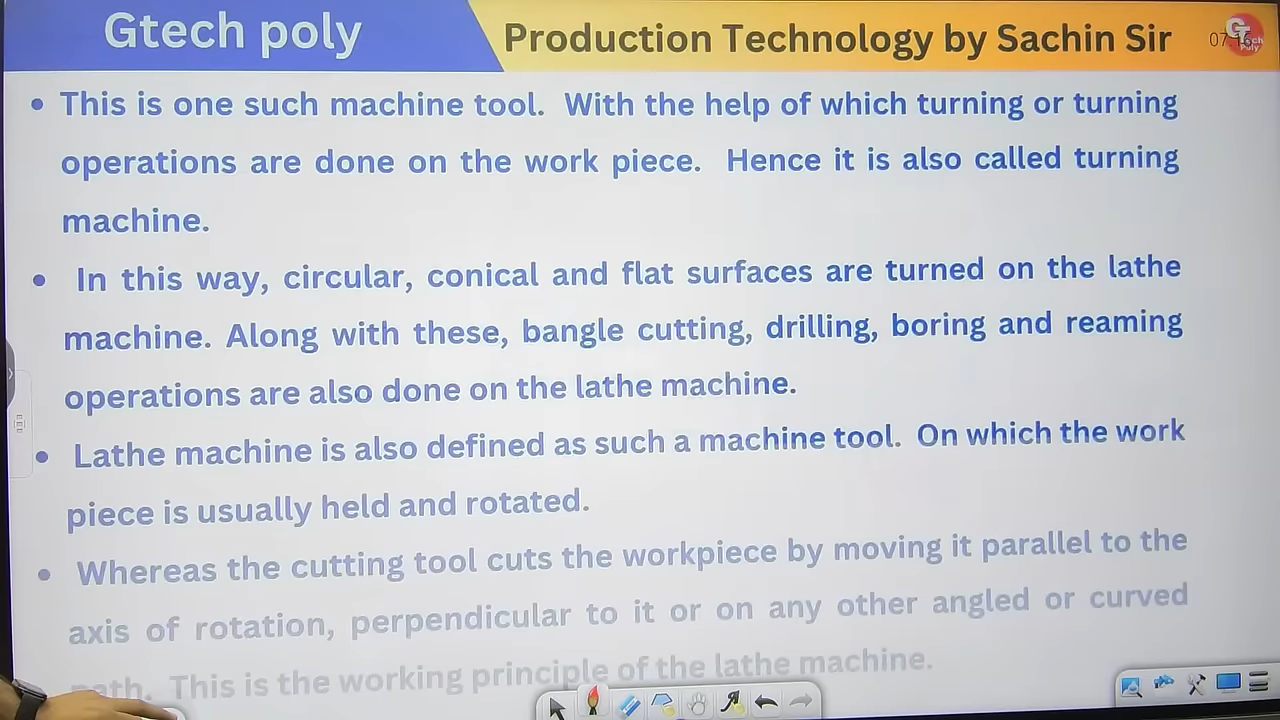 Gtech poly
Production Technology by Sachin Sir
• This is one such machine tool. With the help of which turning or turning
operations are done on the work piece. Hence it is also called turning
machine.
• In this way, circular, conical and flat surfaces are turned on the lathe
machine. Along with these, bangle cutting, drilling, boring and reaming
operations are also done on the lathe machine.
• Lathe machine is also defined as such a machine tool. On which the work
piece is usually held and rotated.
• Whereas the cutting tool cuts the workpiece by moving it parallel to the
axis of rotation, perpendicular to it or on any other angled or curved
path. This is the working principle of the lathe machine.